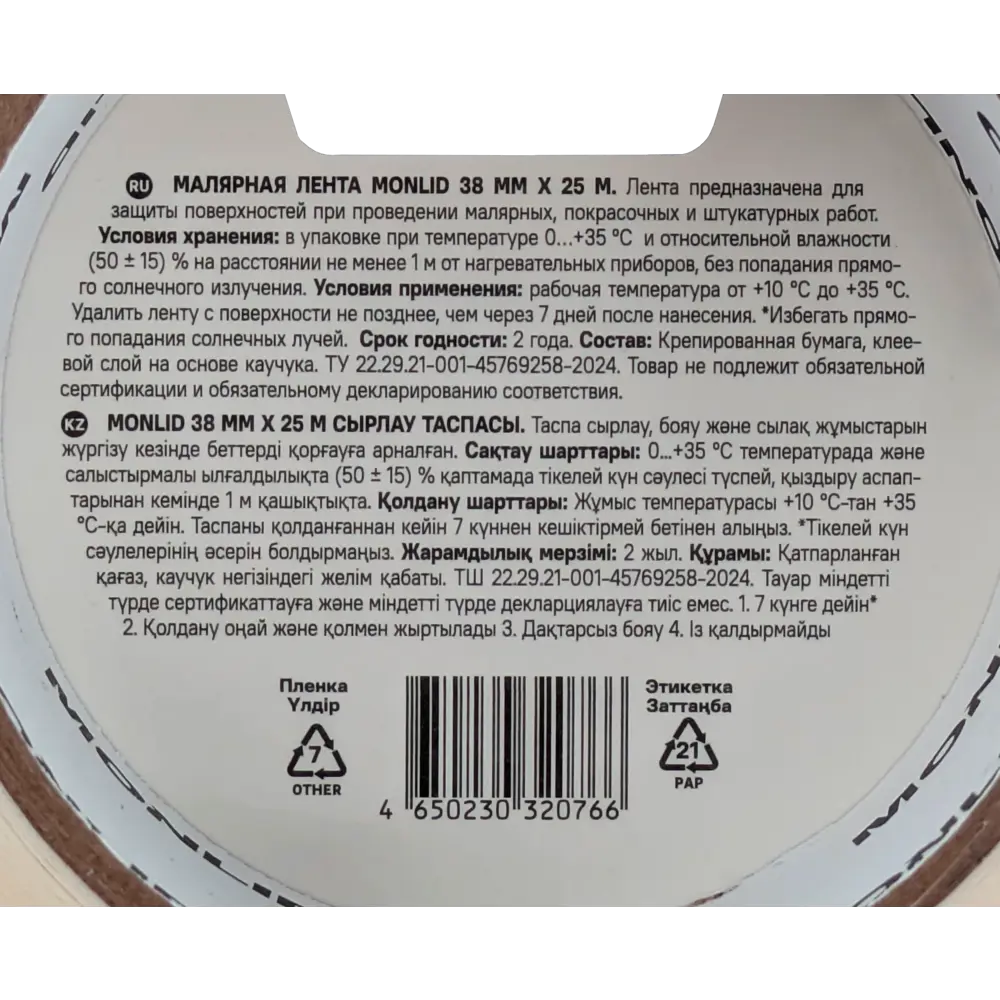 RU МАЛЯРНАЯ ЛЕНТА MONLID 38 ММ X 25 М. Лента предназначена для
защиты поверхностей при проведении малярных, покрасочных и штукатурных работ.
Условия хранения: в упаковке при температуре 0...+35 °C и относительной влажности
(50 ± 15) % на расстоянии не менее 1 м от нагревательных приборов, без попадания прямо-
го солнечного излучения. Условия применения: рабочая температура от +10 °C до +35 °C.
Удалить ленту с поверхности не позднее, чем через 7 дней после нанесения. *Избегать прямо-
го попадания солнечных лучей. Срок годности: 2 года. Состав: Крепированная бумага, клее-
вой слой на основе каучука. ТУ 22.29.21-001-45769258-2024. Товар не подлежит обязательной
сертификации и обязательному декларированию соответствия.
KZ MONLID 38 ММ X 25 М СЫРЛАУ ТАСПАСЫ. Таспа сырлау, бояу және сылақ жұмыстарын
жүргізу кезінде беттерді қорғауға арналған. Сақтау шарттары: 0...+35 °C температурада және
салыстырмалы ылғалдылықта (50 ± 15) % қаптамада тікелей күн сәулесі түспей, қыздыру аспап-
тарынан кемінде 1 м қашықтықта. Қолдану шарттары: Жұмыс температурасы +10 °C-тан +35
°C-қа дейін. Таспаны қолданғаннан кейін 7 күннен кешіктірмей бетінен алыңыз. *Тікелей күн
сәулелерінің әсерін болдырмаңыз. Жарамдылық мерзімі: 2 жыл. Құрамы: Қатпарланған
қағаз, каучук негізіндегі желім қабаты. ТШ 22.29.21-001-45769258-2024. Тауар міндетті
түрде сертификаттауға және міндетті түрде декларциялауға тиіс емес. 1. 7 күнге дейін*
2. Қолдану оңай және қолмен жыртылады 3. Дақтарсыз бояу 4. Із қалдырмайды
Пленка
Үлдір
7
OTHER
4 650230 320766
Этикетка
Заттаңба
21
PAP
MONLID
MONLI